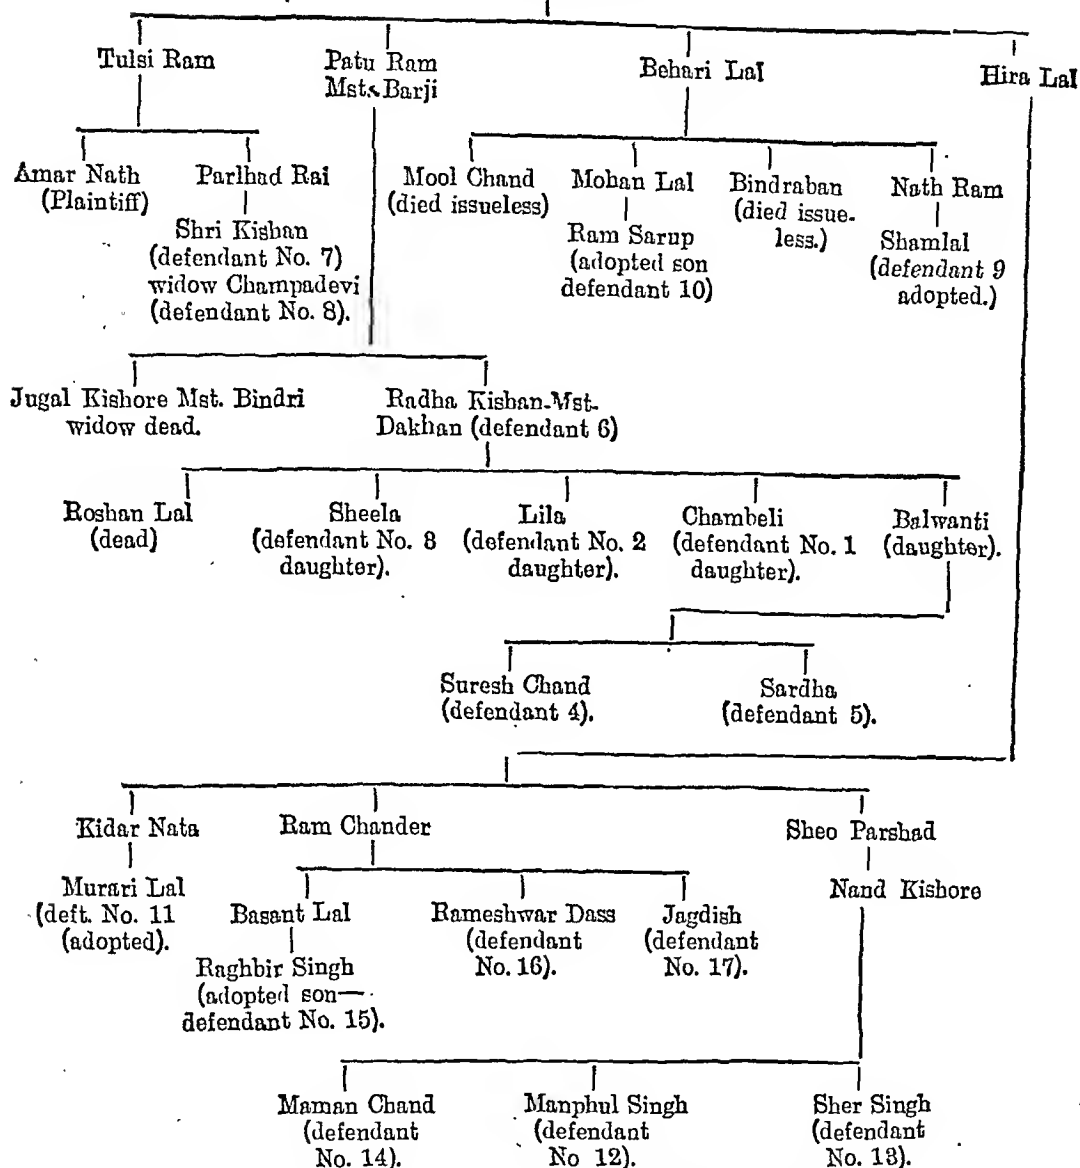 Tulsi Ram
Patu Ram
Mst. Barji
Behari Lal
Hira Lal
Amar Nath
(Plaintiff)
Parlhad Rai
Shri Kishan
(defendant No. 7)
widow Champadevi
(defendant No. 8).
Mool Chand
(died issueless)
Mohan Lal
Ram Sarup
(adopted son
defendant 10)
Bindraban
(died issue-
less.)
Nath Ram
Shamlal
(defendant 9
adopted.)
Jugal Kishore Mst. Bindri
widow dead.
Radha Kishan-Mst.
Dakhan (defendant 6)
Roshan Lal
(dead)
Sheela
(defendant No. 3
daughter).
Lila
(defendant No. 2
daughter).
Chambeli
(defendant No. 1
daughter).
Balwanti
(daughter).
Suresh Chand
(defendant 4).
Sardha
(defendant 5).
Kidar Nata
Ram Chander
Sheo Parshad
Murari Lal
(deft. No. 11
(adopted).
Basant Lal
Raghbir Singh
(adopted son—
defendant No. 15).
Rameshwar Dass
(defendant
No. 16).
Jagdish
(defendant
No. 17).
Nand Kishore
Maman Chand
(defendant
No. 14).
Manphul Singh
(defendant
No 12).
Sher Singh
(defendant
No. 13).